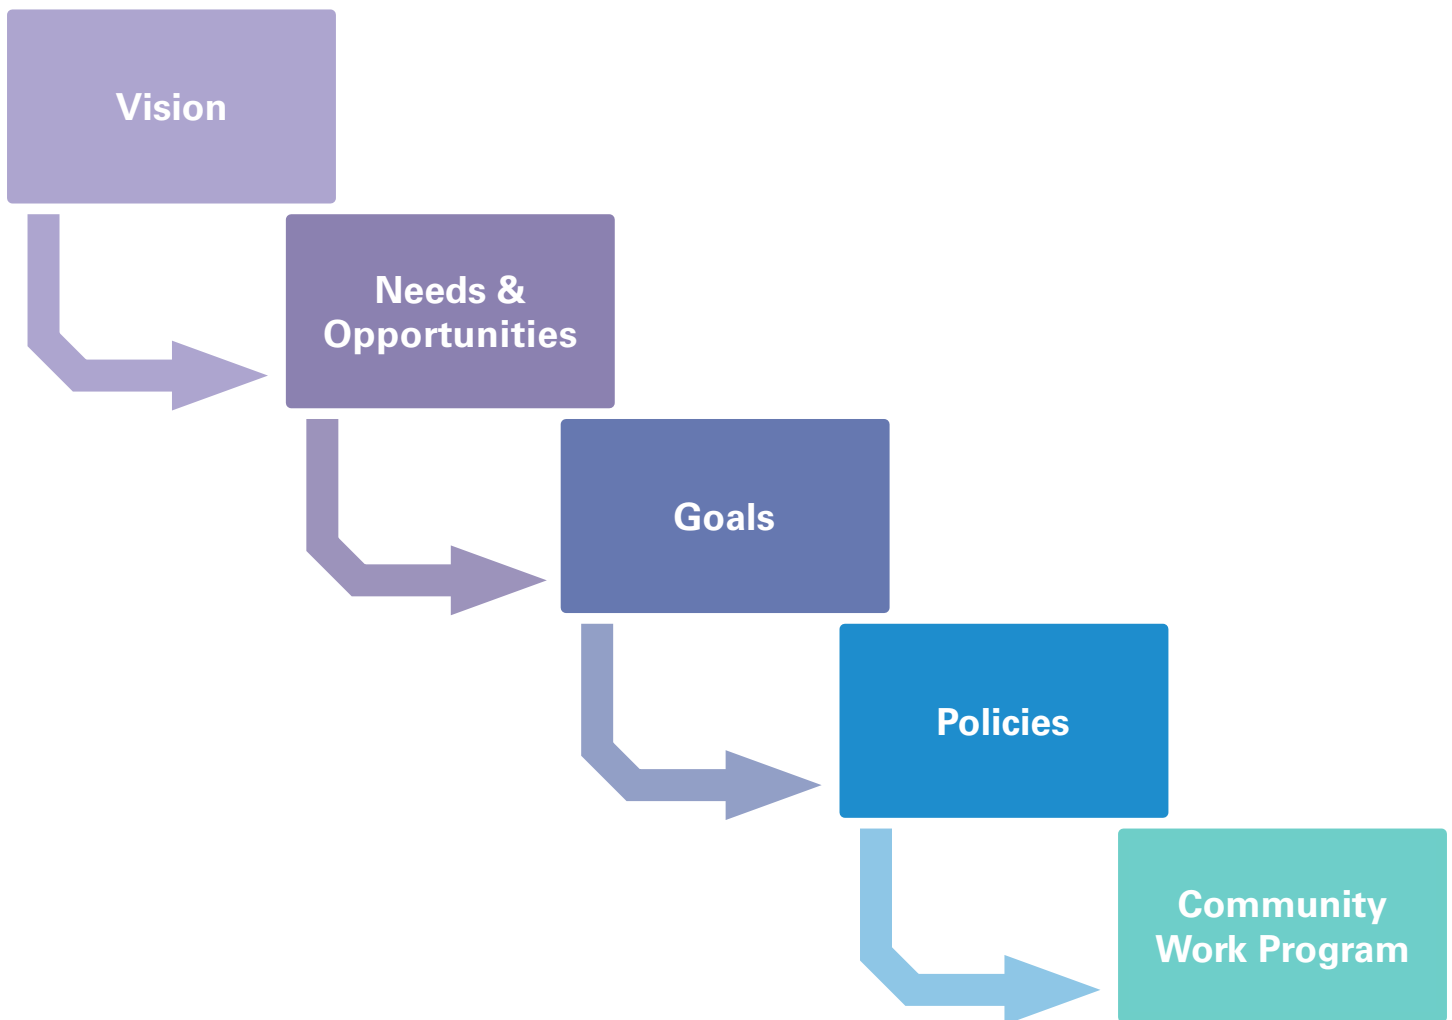 Vision
Needs &
Opportunities
Goals
Policies
Community
Work Program